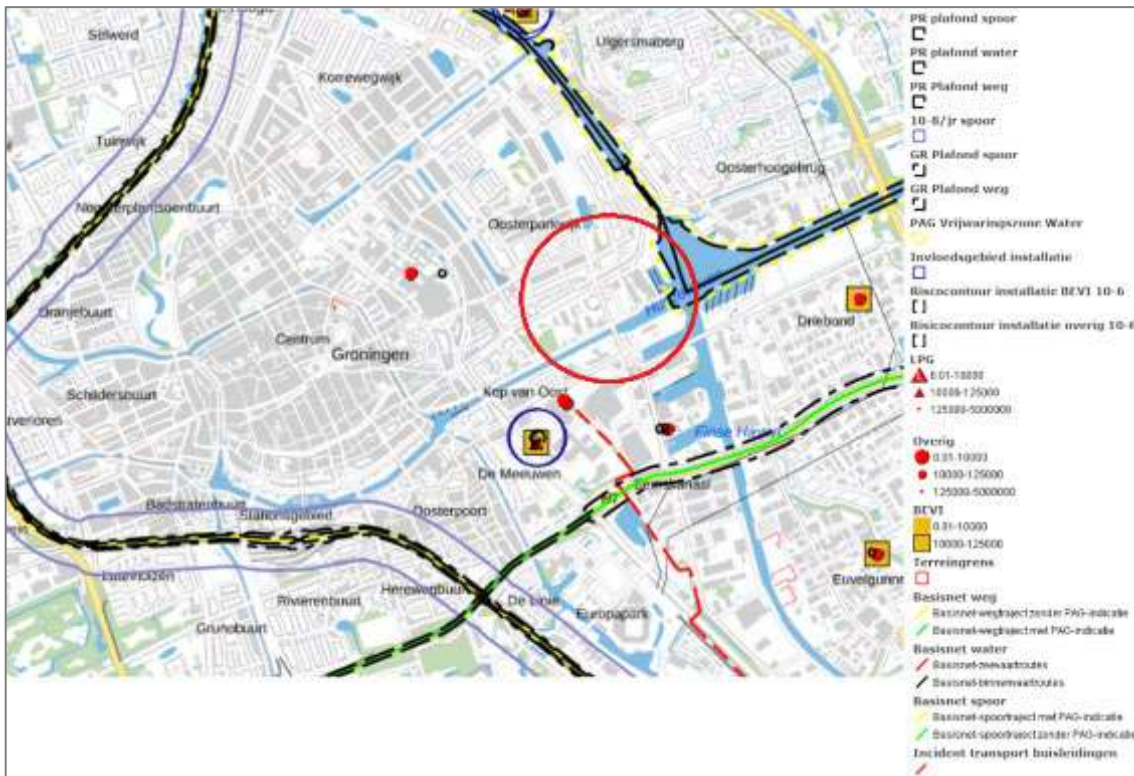 Selwerd
Ulgersmaborg
Korrewegwijk
Tuinwijk
Oosterhoogebrug
Noorderplantsoenbuurt
Oosterparkwijk
Oranjebuurt
Driebond
Centrum
Groningen
Schildersbuurt
Kop van Oost
De Meeuwen
Badstratenbuurt
Stationsgebied
Oosterpoort
Euvelgunne
Herewegbuurt
De Linie
Rivierenbuurt
Europapark
Grunobuurt
PR plafond spoor
PR plafond water
PR Plafond weg
10-8/jr spoor
GR Plafond spoor
GR Plafond weg
PAG Vrijwaringszone Water
Invloedsgebied installatie
Risicocontour installatie BEVI 10-6
Risicocontour installatie overig 10-6
LPG
0.01-10000
10000-125000
125000-5000000
Overig
0.01-10000
10000-125000
125000-5000000
BEVI
0.01-10000
10000-125000
Terreingrens
Basisnet weg
Basisnet-wegtraject zonder PAG-indicatie
Basisnet-wegtraject met PAG-indicatie
Basisnet water
Basisnet-zeevaartroutes
Basisnet-binnenvaartroutes
Basisnet spoor
Basisnet-spoortraject met PAG-indicatie
Basisnet-spoortraject zonder PAG-indicatie
Incident transport buisleidingen